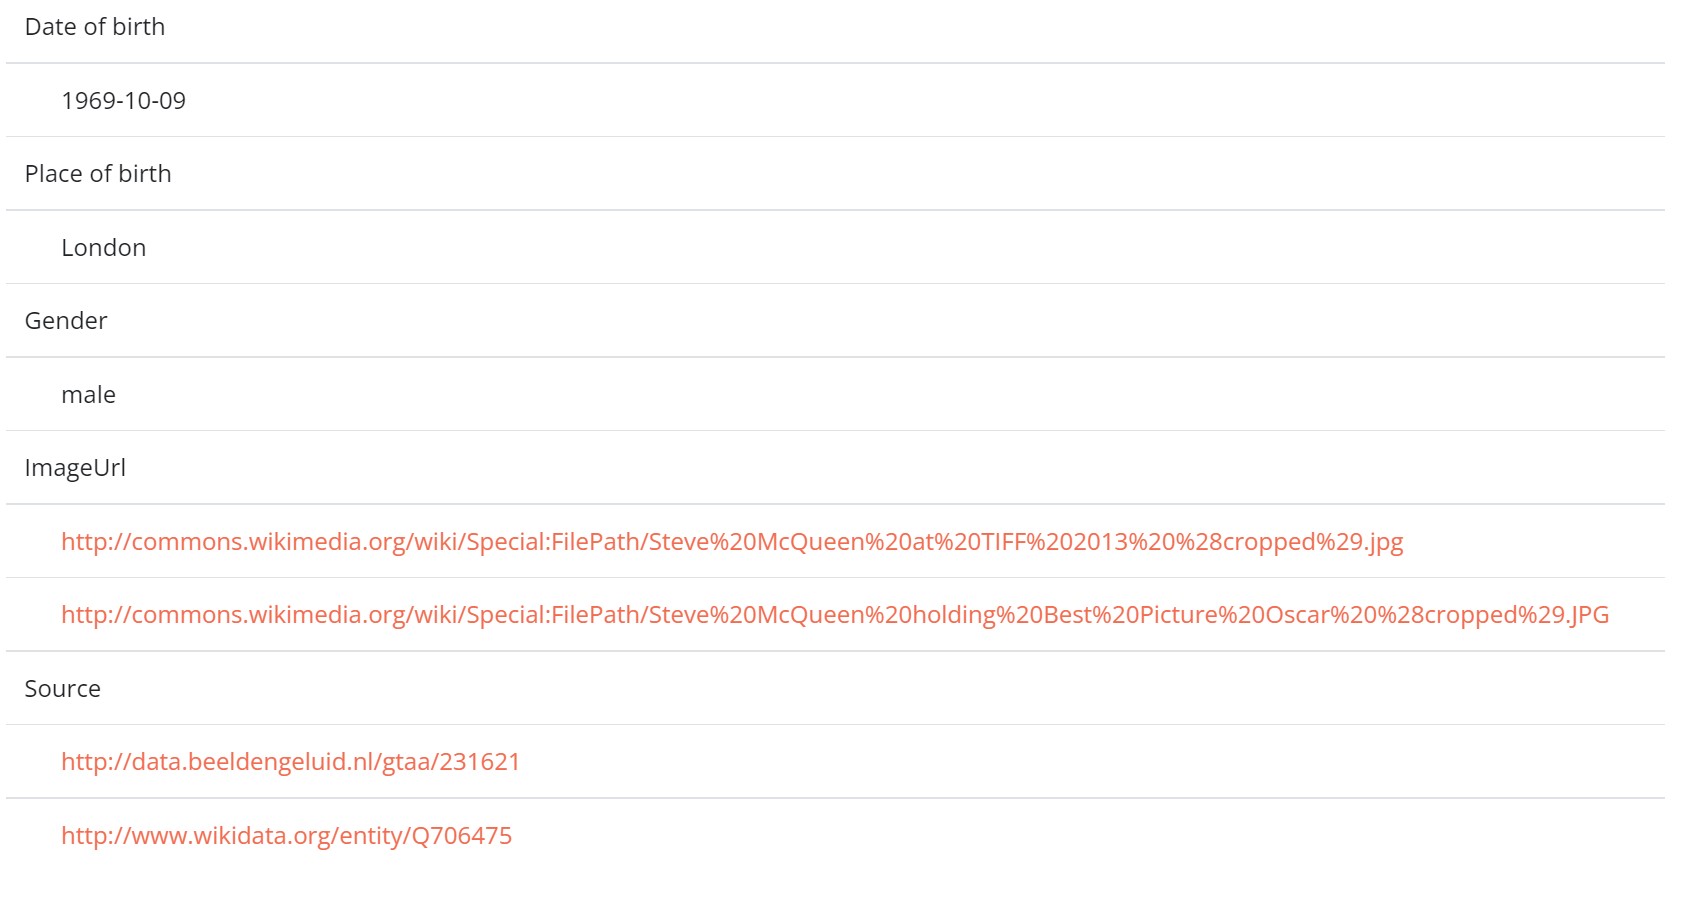 Date of birth
1969-10-09
Place of birth
London
Gender
male
ImageUrl
http://commons.wikimedia.org/wiki/Special:FilePath/Steve%20McQueen%20at%20TIFF%202013%20%28cropped%29.jpg
http://commons.wikimedia.org/wiki/Special:FilePath/Steve%20McQueen%20holding%20Best%20Picture%20Oscar%20%28cropped%29.JPG
Source
http://data.beeldengeluid.nl/gtaa/231621
http://www.wikidata.org/entity/Q706475